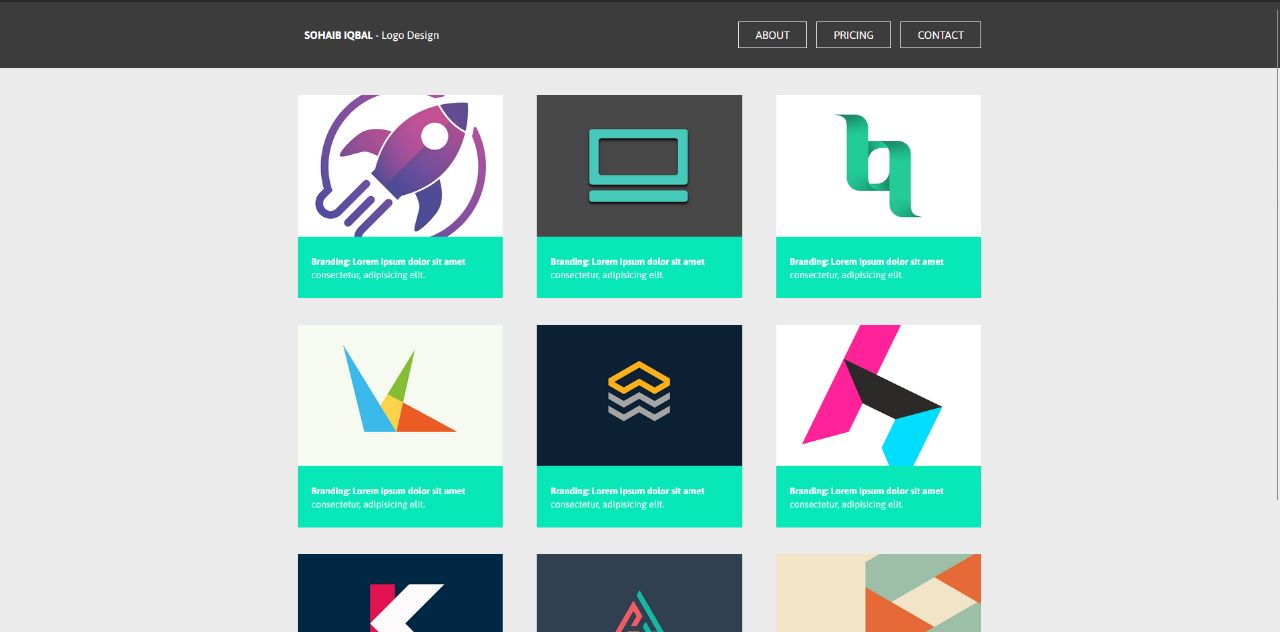 SOHAIB IQBAL - Logo Design
ABOUT
PRICING
CONTACT
Branding: Lorem ipsum dolor sit amet
consectetur, adipisicing elit.
Branding: Lorem ipsum dolor sit amet
consectetur, adipisicing elit.
Branding: Lorem ipsum dolor sit amet
consectetur, adipisicing elit.
Branding: Lorem ipsum dolor sit amet
consectetur, adipisicing elit.
Branding: Lorem ipsum dolor sit amet
consectetur, adipisicing elit.
Branding: Lorem ipsum dolor sit amet
consectetur, adipisicing elit.